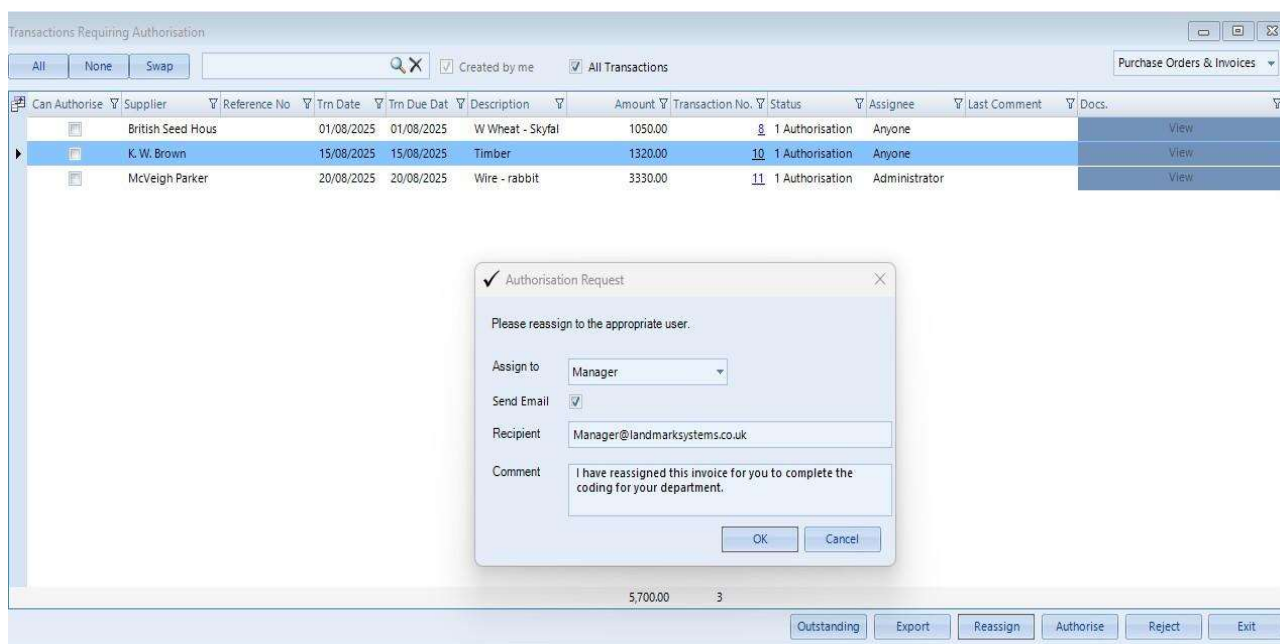 Transactions Requiring Authorisation
All None Swap Created by me All Transactions Purchase Orders & Invoices
Can Authorise Supplier Reference No Trn Date Trn Due Dat Description Amount Transaction No. Status Assignee Last Comment Docs.
British Seed Hous 01/08/2025 01/08/2025 W Wheat - Skyfal 1050.00 8 1 Authorisation Anyone View
K. W. Brown 15/08/2025 15/08/2025 Timber 1320.00 10 1 Authorisation Anyone View
McVeigh Parker 20/08/2025 20/08/2025 Wire - rabbit 3330.00 11 1 Authorisation Administrator View
Authorisation Request
Please reassign to the appropriate user.
Assign to Manager
Send Email
Recipient Manager@landmarksystems.co.uk
Comment I have reassigned this invoice for you to complete the
coding for your department.
OK Cancel
5,700.00 3
Outstanding Export Reassign Authorise Reject Exit